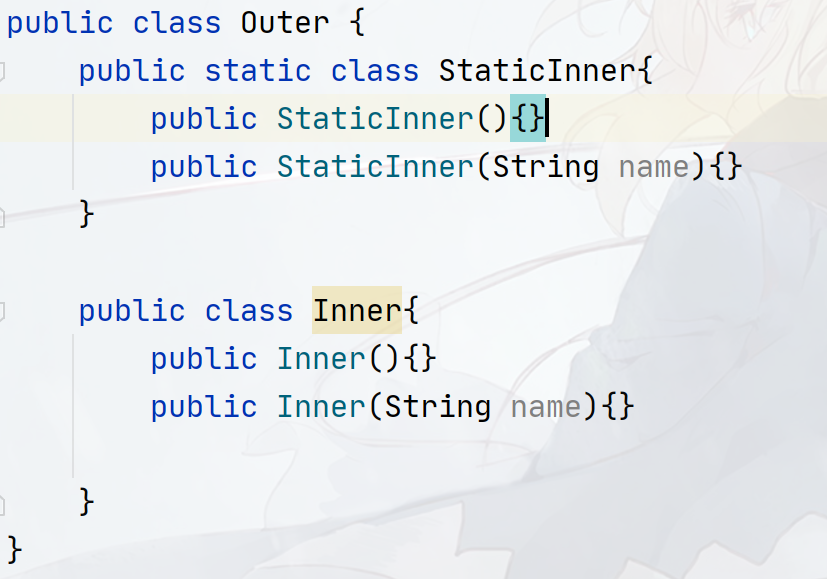 public class Outer {
    public static class StaticInner{
        public StaticInner(){}
        public StaticInner(String name){}
    }
    public class Inner{
        public Inner(){}
        public Inner(String name){}
    }
}